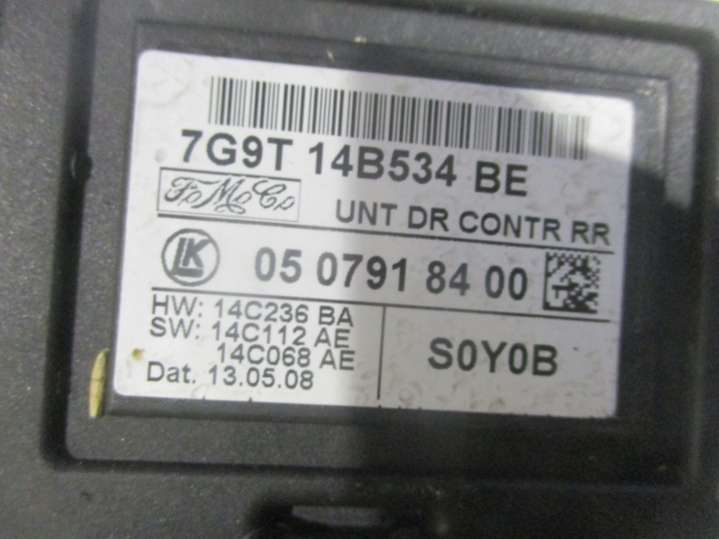 7G9T 14B534 BE
FoMoCo
UNT DR CONTR RR
LK
05 0791 84 00
HW: 14C236 BA
SW: 14C112 AE
14C068 AE
Dat. 13.05.08
S0Y0B